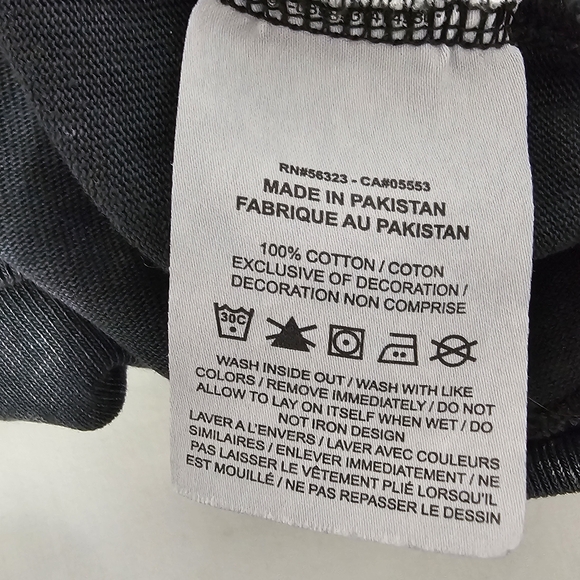 RN#56323 - CA#05553
MADE IN PAKISTAN
FABRIQUE AU PAKISTAN
100% COTTON / COTON
EXCLUSIVE OF DECORATION /
DECORATION NON COMPRISE
30C
WASH INSIDE OUT / WASH WITH LIKE
COLORS / REMOVE IMMEDIATELY / DO NOT
ALLOW TO LAY ON ITSELF WHEN WET / DO
NOT IRON DESIGN
LAVER A L'ENVERS / LAVER AVEC COULEURS
SIMILAIRES / ENLEVER IMMEDIATEMENT / NE
PAS LAISSER LE VÊTEMENT PLIÉ LORSQU'IL
EST MOUILLÉ / NE PAS REPASSER LE DESSIN